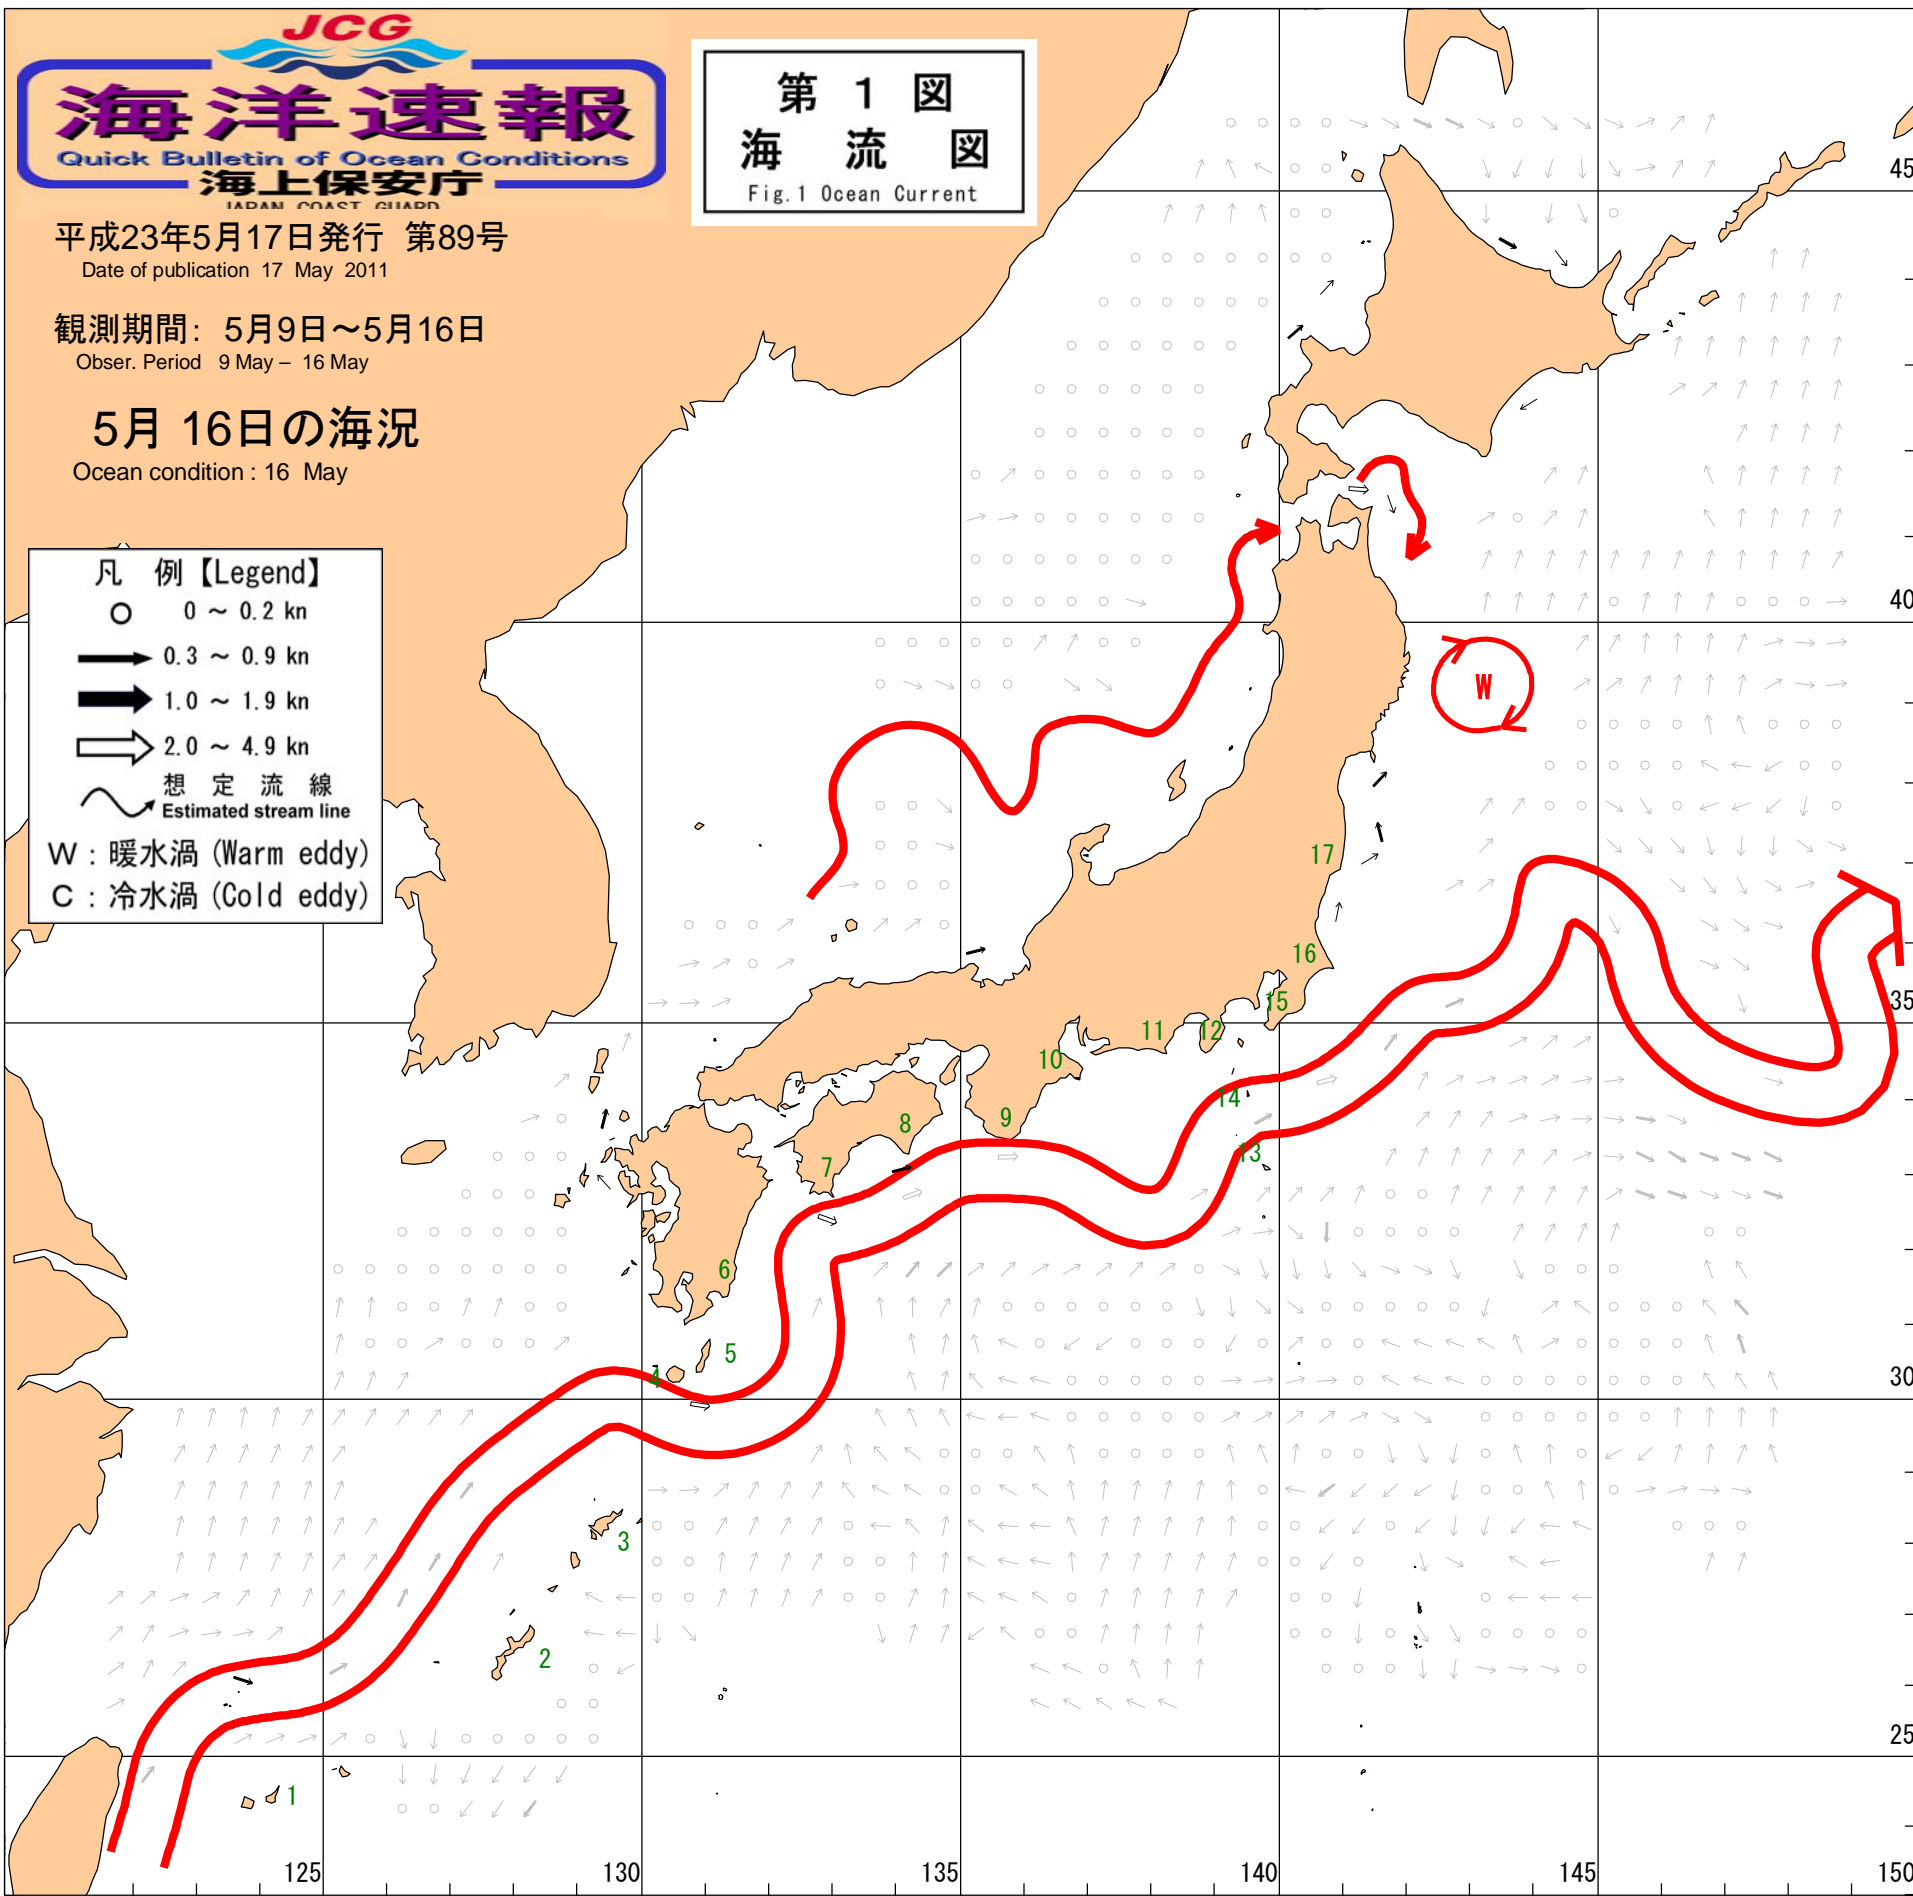 JCG
海洋速報
Quick Bulletin of Ocean Conditions
海上保安庁
JAPAN COAST GUARD
平成23年5月17日発行 第89号
Date of publication 17 May 2011
観測期間: 5月9日～5月16日
Obser. Period 9 May – 16 May
5月 16日の海況
Ocean condition : 16 May
第 1 図
海 流 図
Fig.1 Ocean Current
凡 例【Legend】
0 ～ 0.2 kn
0.3 ～ 0.9 kn
1.0 ～ 1.9 kn
2.0 ～ 4.9 kn
想 定 流 線
Estimated stream line
W : 暖水渦 (Warm eddy)
C : 冷水渦 (Cold eddy)
45
40
W
17
16
35
15
12
11
10
14
9
8
13
7
6
5
4
30
3
2
25
1
125
130
135
140
145
150